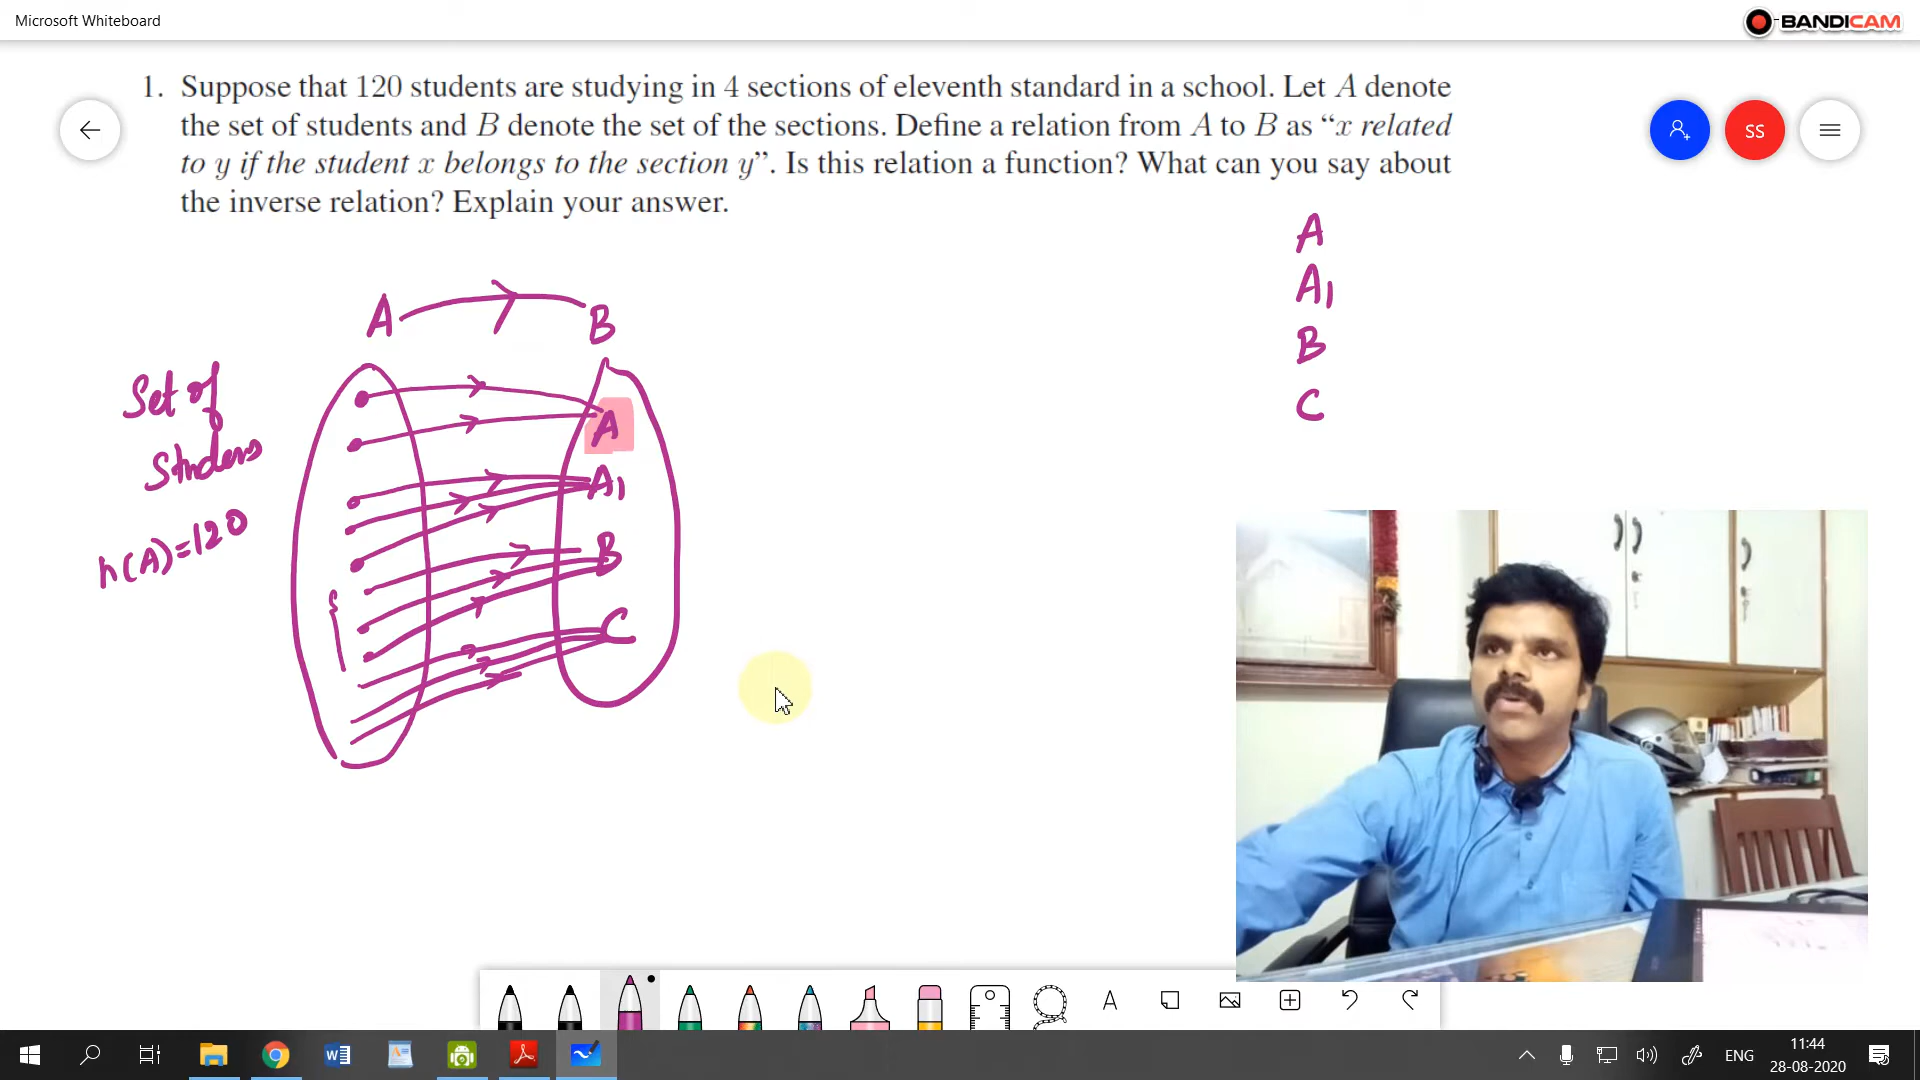 Microsoft Whiteboard
BANDICAM
1. Suppose that 120 students are studying in 4 sections of eleventh standard in a school. Let A denote
the set of students and B denote the set of the sections. Define a relation from A to B as “x related
to y if the student x belongs to the section y”. Is this relation a function? What can you say about
the inverse relation? Explain your answer.
SS
A
A1
B
C
A B
Set of
Studens
n(A)=120
A
A1
B
C
A
ENG
11:44
28-08-2020